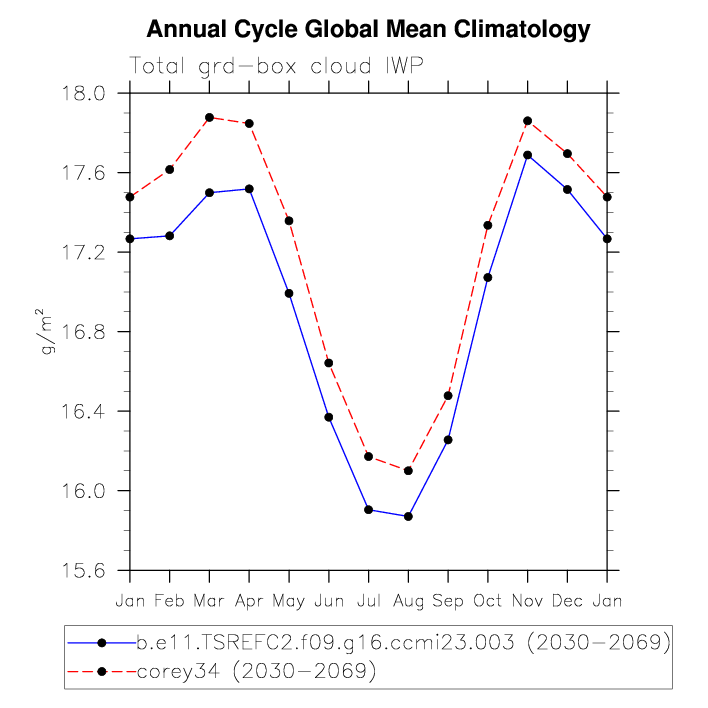 Annual Cycle Global Mean Climatology
Total grd-box cloud IWP
18.0
17.6
17.2
16.8
16.4
16.0
15.6
g/m²
Jan Feb Mar Apr May Jun Jul Aug Sep Oct Nov Dec Jan
b.e11.TSREFC2.f09.g16.ccmi23.003 (2030-2069)
corey34 (2030-2069)